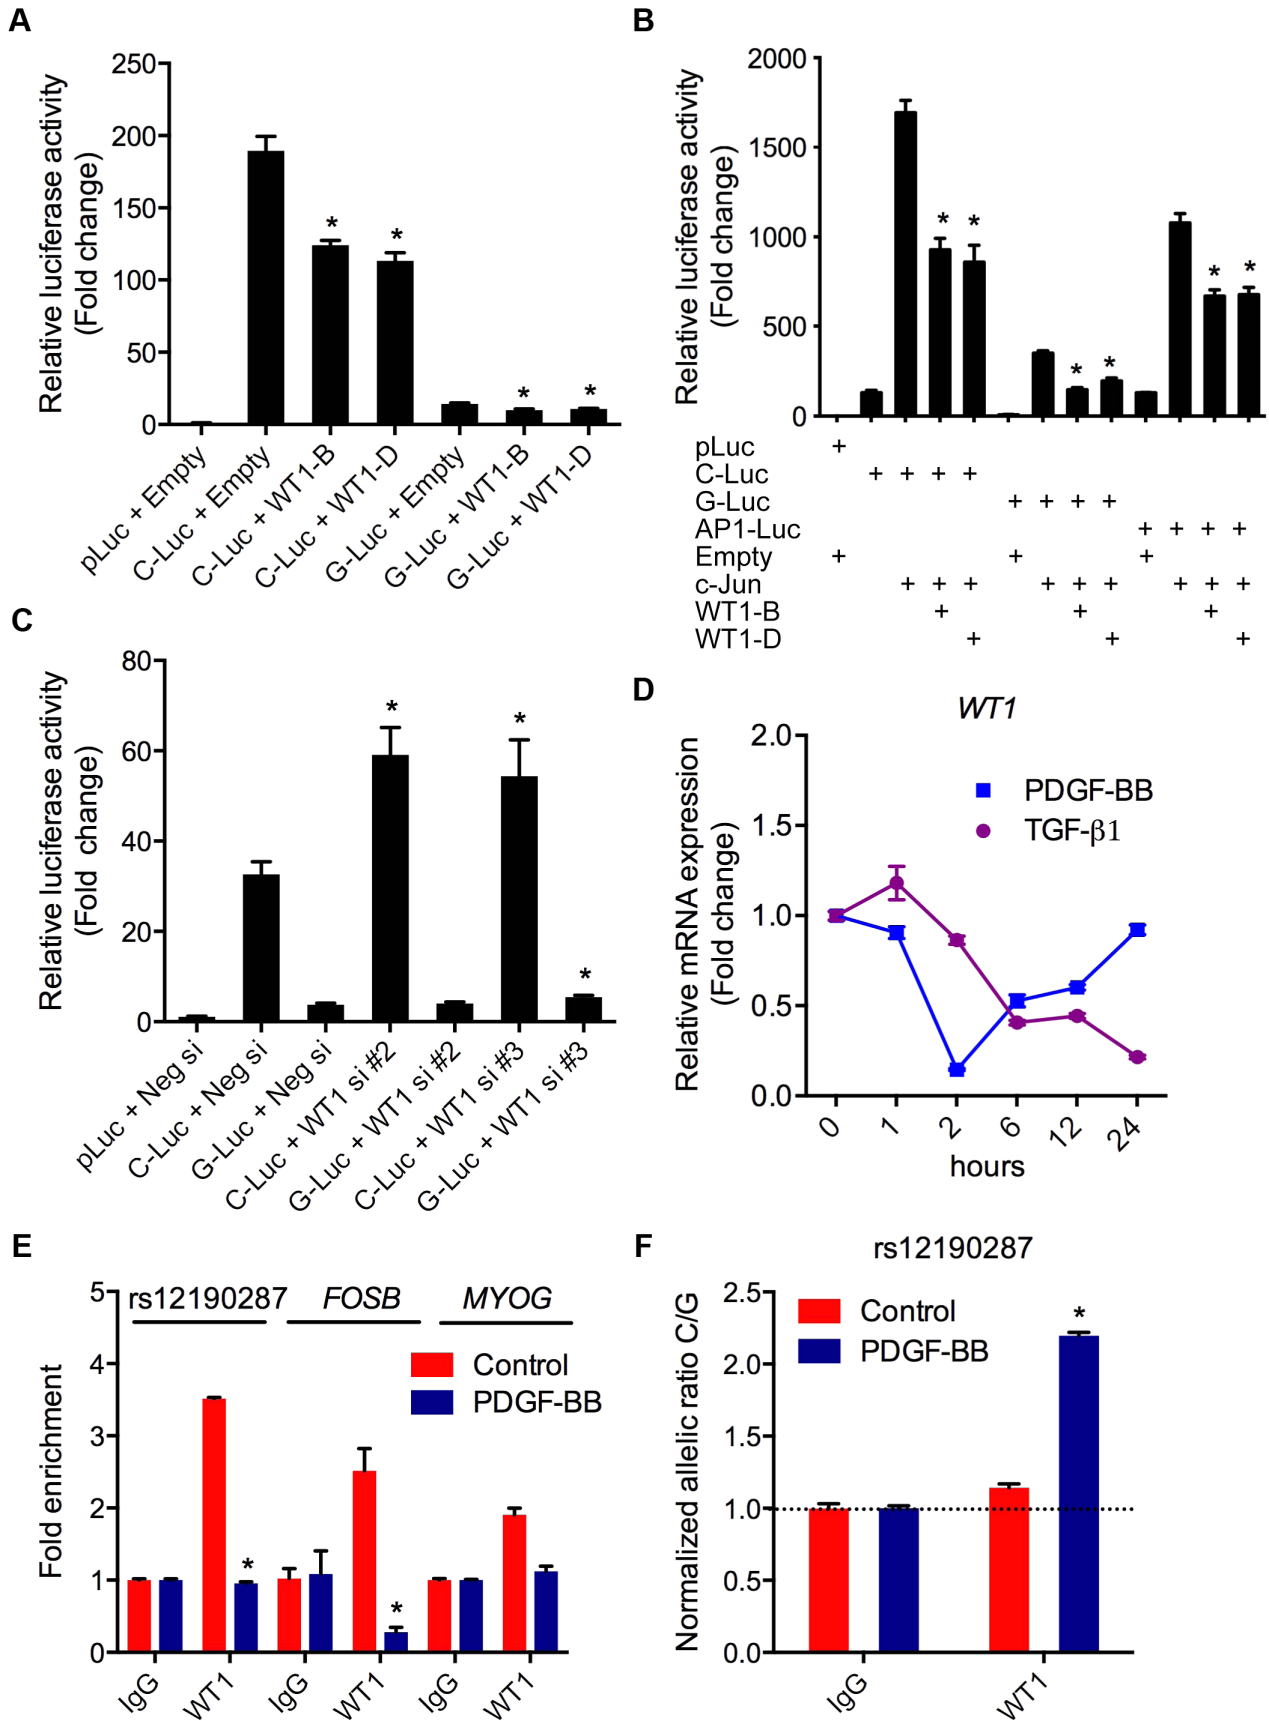 A
Relative luciferase activity
(Fold change)
250
200
150
100
50
0
*
*
*
*
pLuc + Empty
C-Luc + Empty
C-Luc + WT1-B
C-Luc + WT1-D
G-Luc + Empty
G-Luc + WT1-B
G-Luc + WT1-D
B
Relative luciferase activity
(Fold change)
2000
1500
1000
500
0
* * * * * *
pLuc +
C-Luc + + + +
G-Luc + + + +
AP1-Luc + + + +
Empty + + +
c-Jun + + + + + + + + +
WT1-B + + +
WT1-D + + +
C
Relative luciferase activity
(Fold change)
80
60
40
20
0
* * *
pLuc + Neg si
C-Luc + Neg si
G-Luc + Neg si
C-Luc + WT1 si #2
G-Luc + WT1 si #2
C-Luc + WT1 si #3
G-Luc + WT1 si #3
D
WT1
Relative mRNA expression
(Fold change)
2.0
1.5
1.0
0.5
0.0
PDGF-BB
TGF-β1
0 1 2 6 12 24
hours
E
Fold enrichment
5
4
3
2
1
0
rs12190287 FOSB MYOG
Control
PDGF-BB
* *
IgG WT1 IgG WT1 IgG WT1
F
rs12190287
Normalized allelic ratio C/G
2.5
2.0
1.5
1.0
0.5
0.0
Control
PDGF-BB
*
IgG WT1